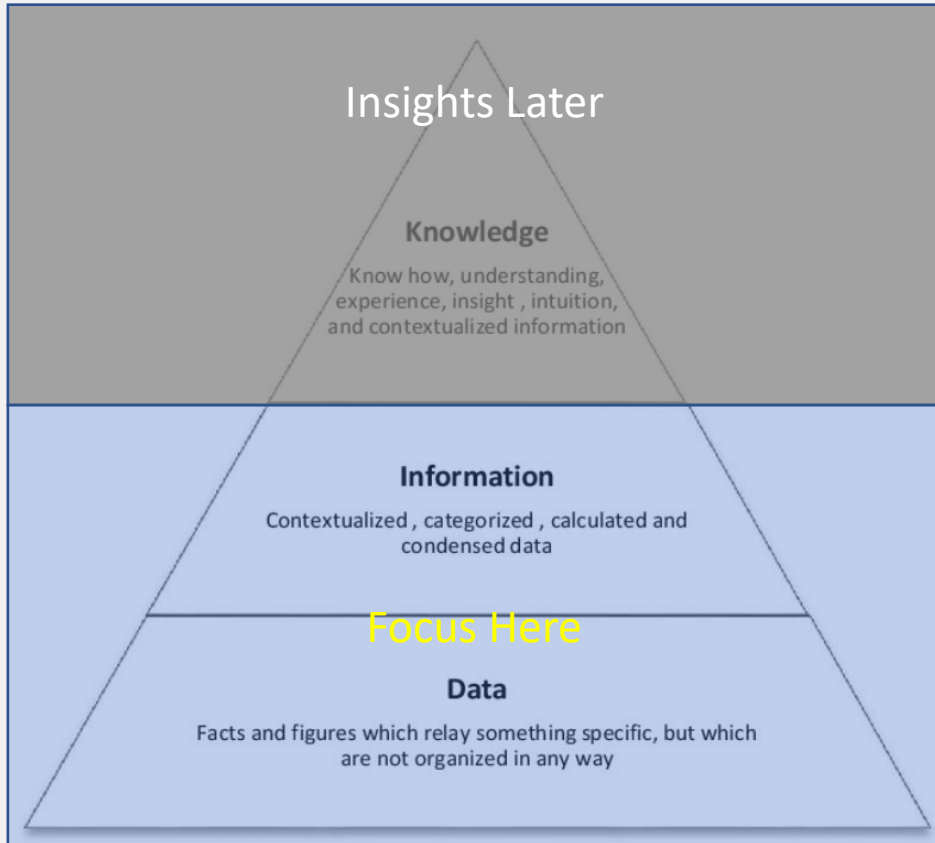 Insights Later
Knowledge
Know how, understanding,
experience, insight , intuition,
and contextualized information
Information
Contextualized , categorized , calculated and
condensed data
Focus Here
Data
Facts and figures which relay something specific, but which
are not organized in any way